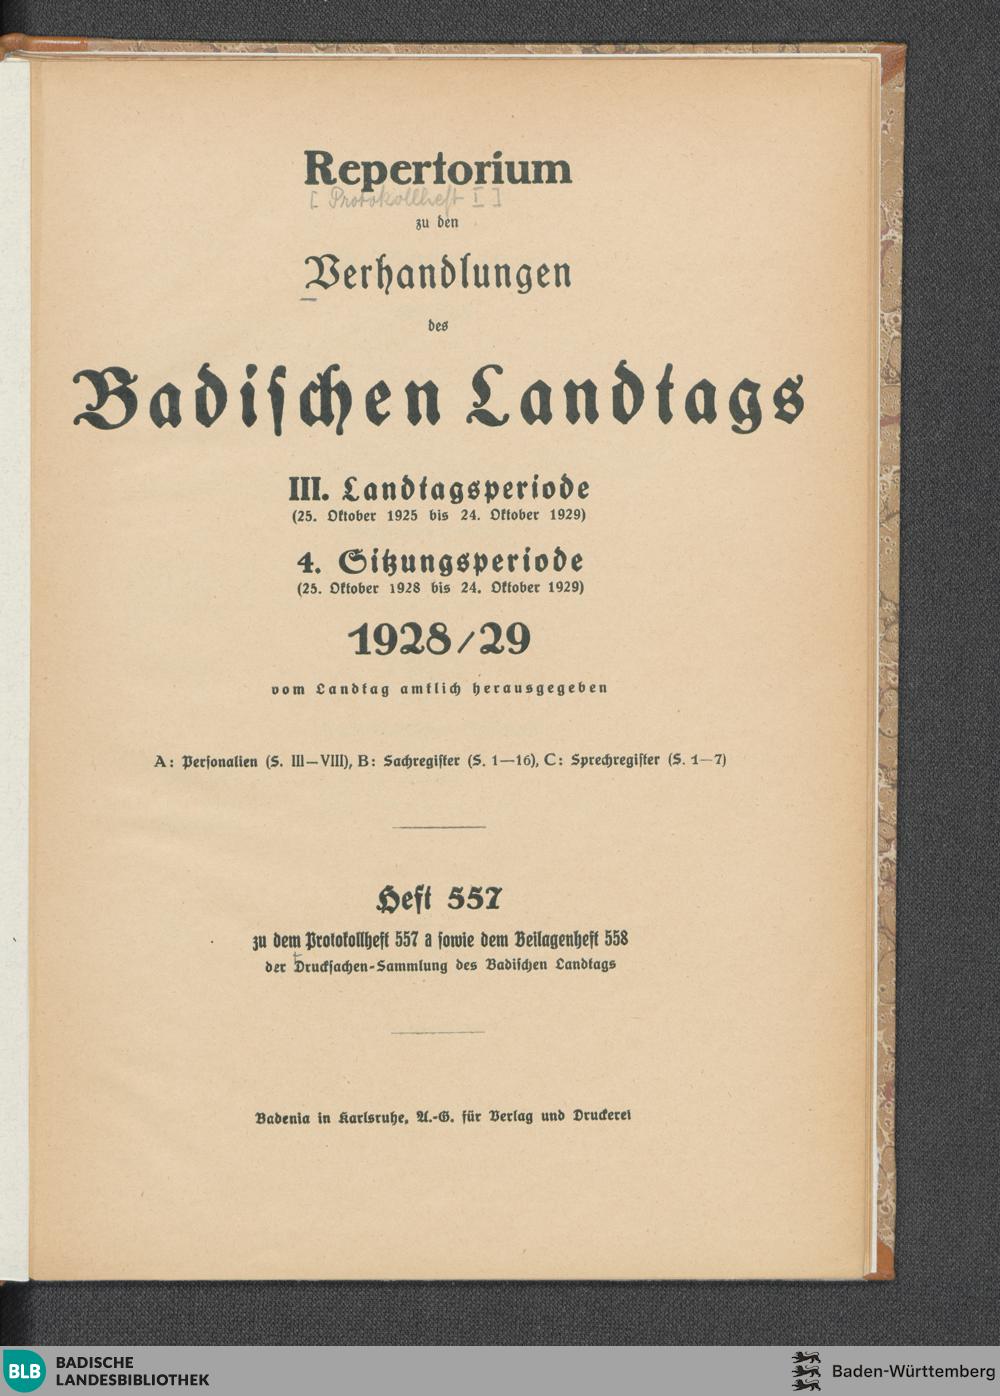 Repertorium
[ Protokollheft I ]
zu den
Verhandlungen
des
Badischen Landtags
III. Landtagsperiode
(25. Oktober 1925 bis 24. Oktober 1929)
4. Sitzungsperiode
(25. Oktober 1928 bis 24. Oktober 1929)
1928/29
vom Landtag amtlich herausgegeben
A: Personalien (S. III—VIII), B: Sachregister (S. 1—16), C: Sprechregister (S. 1—7)
Heft 557
zu dem Protokollheft 557 a sowie dem Beilagenheft 558
der Drucksachen-Sammlung des Badischen Landtags
Badenia in Karlsruhe, A.-G. für Verlag und Druckerei
BLB BADISCHE
LANDESBIBLIOTHEK
Baden-Württemberg